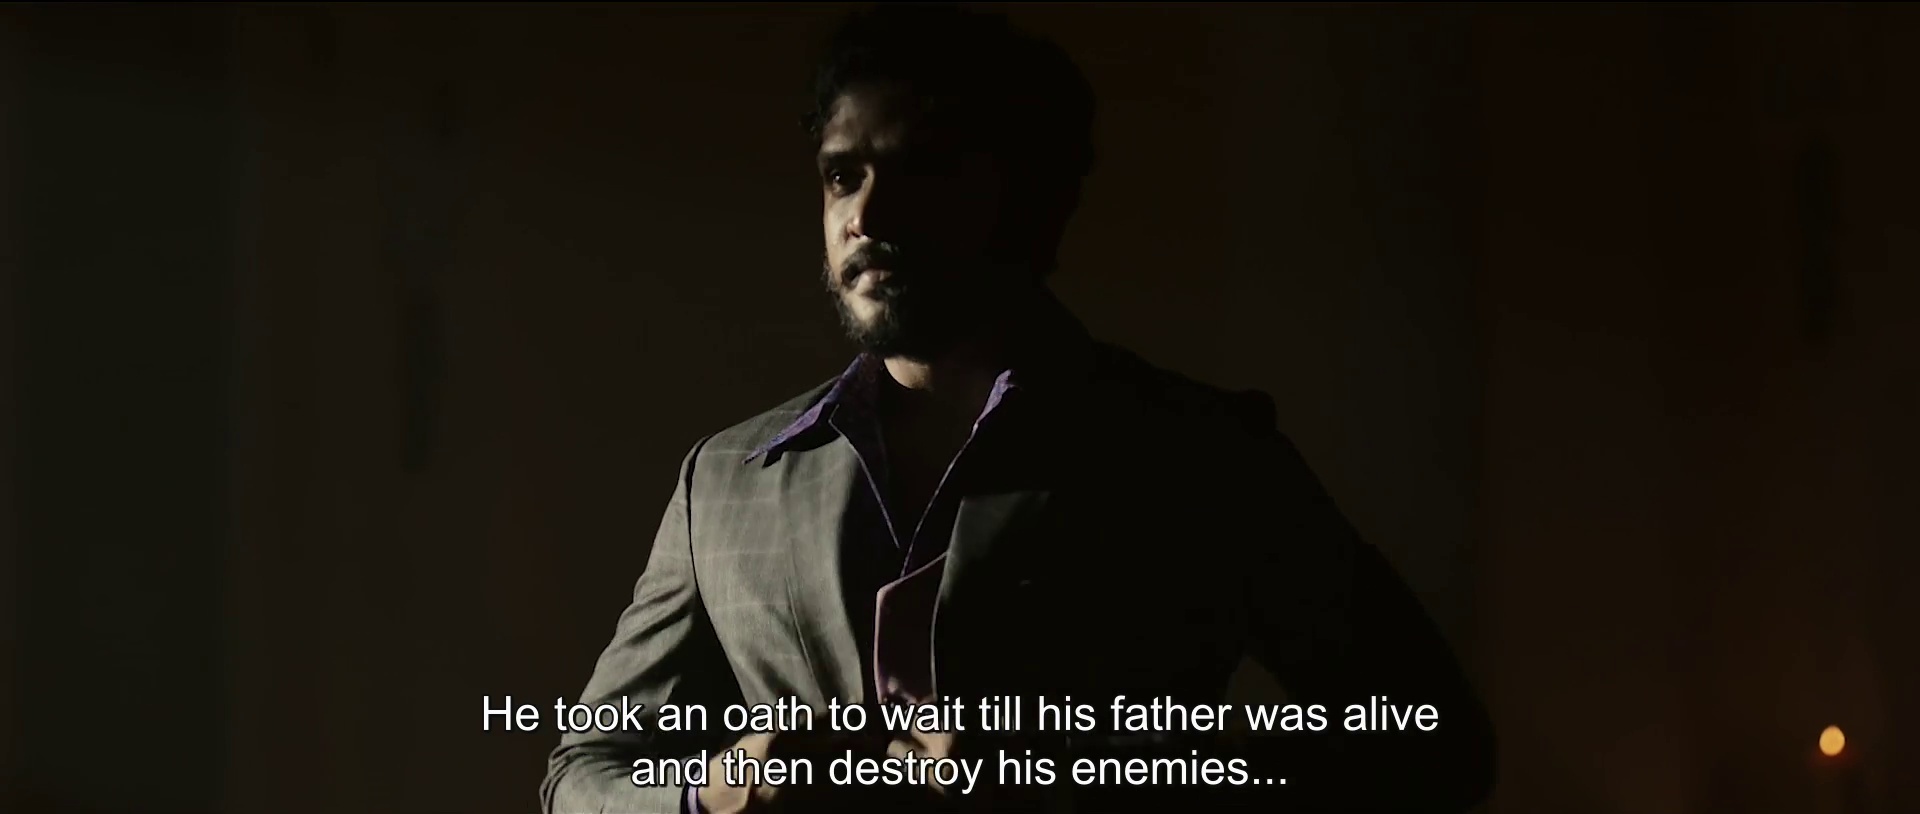 He took an oath to wait till his father was alive
and then destroy his enemies...